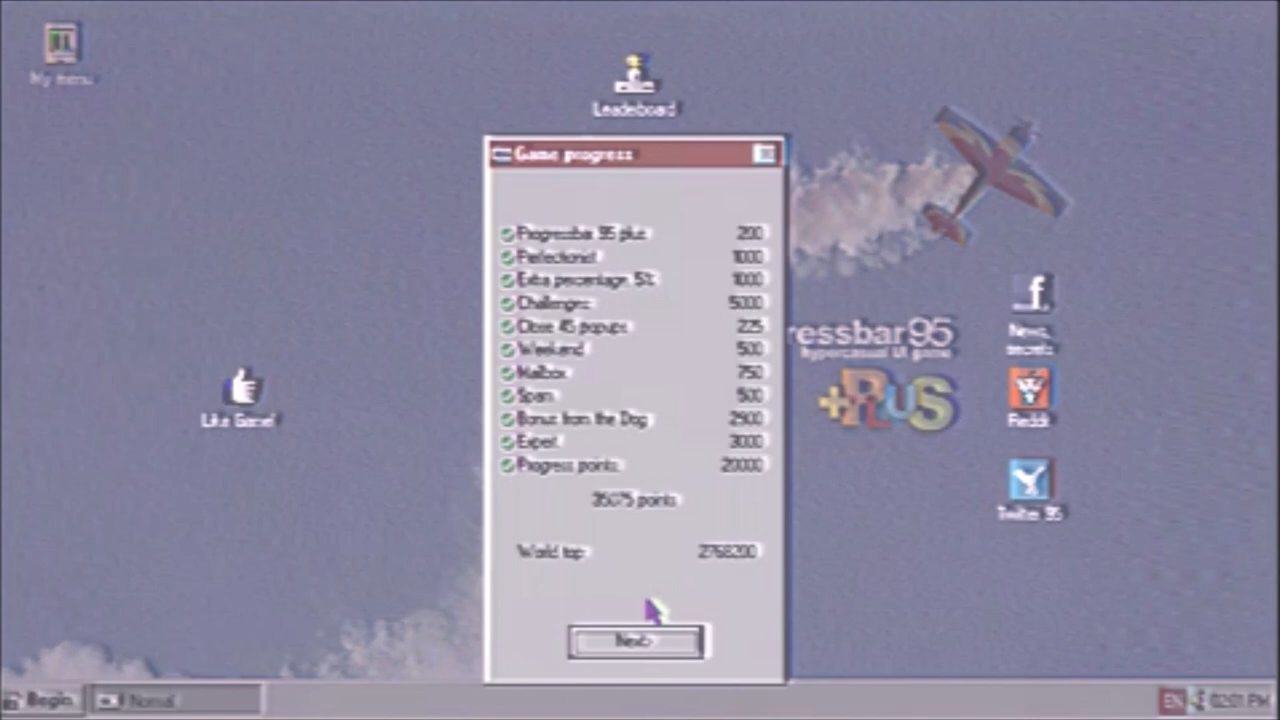 My menu
Leaderboard
Game progress
Progressbar 95 plus 200
Perfectionist 1000
Extra percentage 5% 1000
Challenges 5000
Close 45 popups 225
Weekend 500
Mailbox 750
Spam 500
Bonus from the Dog 2900
Expert 3000
Progress points 20000
35075 points
World top 2768200
Next>
Like Game!
ressbar95
hypercasual UI game
+PLUS
f
News,
secrets
Reddit
Twitter 95
Begin
Normal
EN
02:01 PM